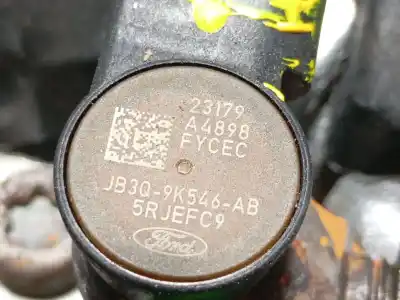 23179
A4898
FYCEC
JB3Q-9K546-AB
5RJEFC9
Ford